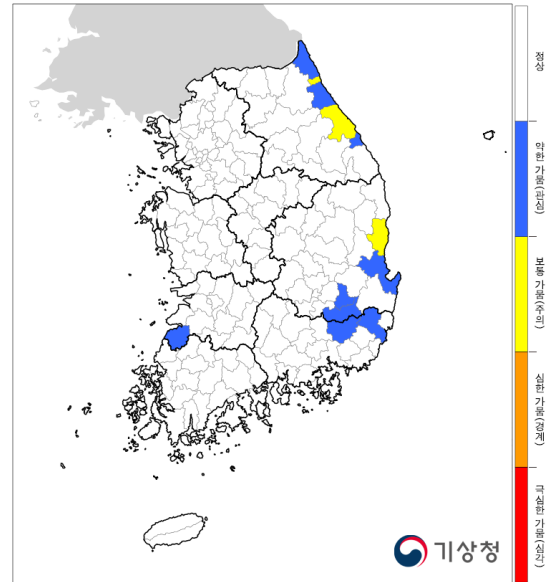 정상
약한 가뭄(관심)
보통 가뭄(주의)
심한 가뭄(경계)
극심한 가뭄(심각)
기상청